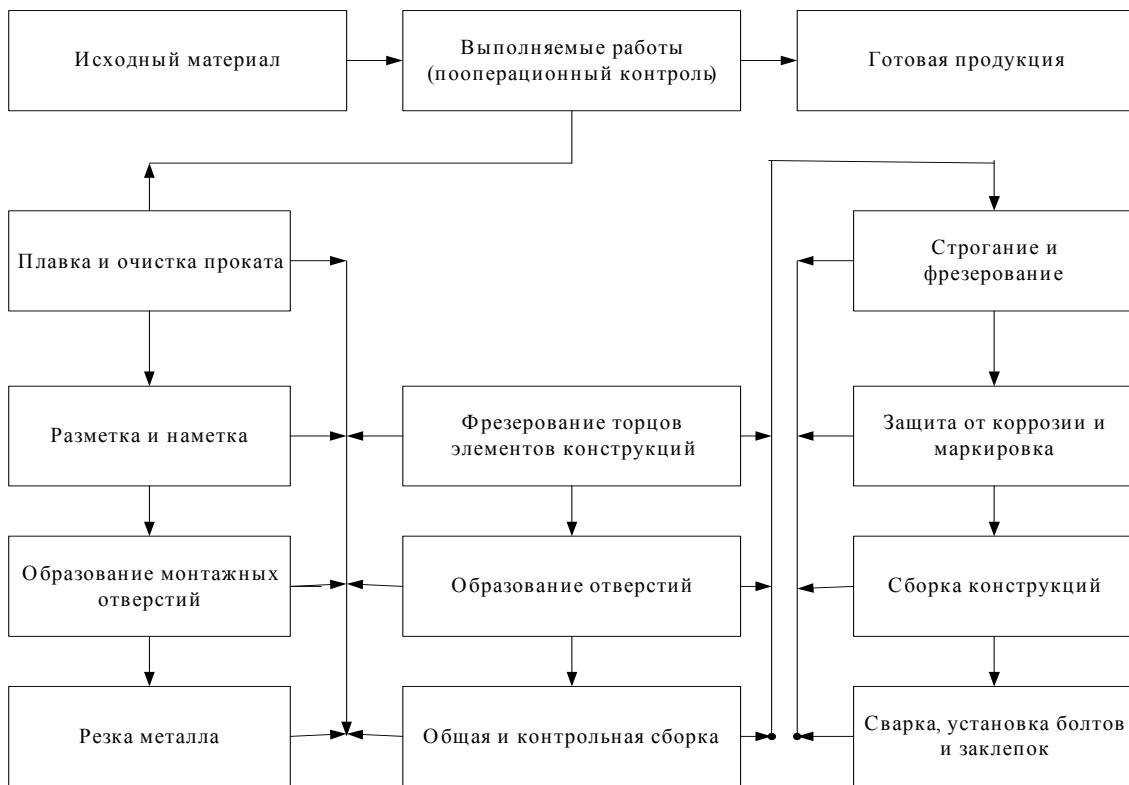 Исходный материал
Выполняемые работы
(пооперационный контроль)
Готовая продукция
Плавка и очистка проката
Строгание и
фрезерование
Разметка и наметка
Фрезерование торцов
элементов конструкций
Защита от коррозии и
маркировка
Образование монтажных
отверстий
Образование отверстий
Сборка конструкций
Резка металла
Общая и контрольная сборка
Сварка, установка болтов
и заклепок